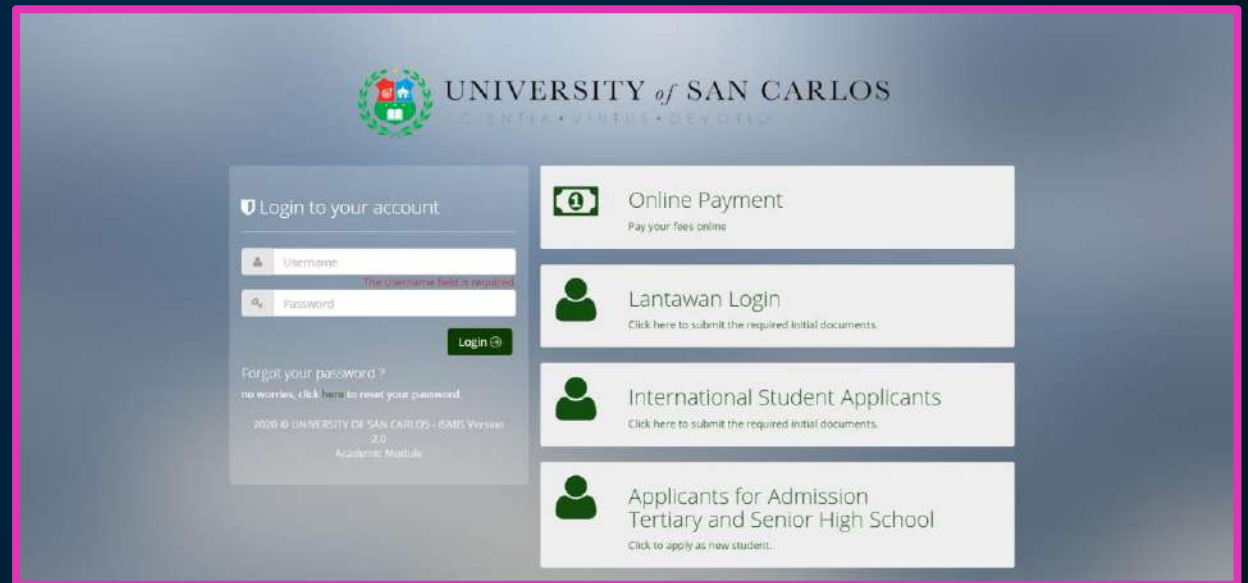 UNIVERSITY of SAN CARLOS
SCIENTIA • VIRTUS • DEVOTIO
Login to your account
Username
The Username field is required
Password
Login
Forgot your password ?
no worries, click here to reset your password.
2020 © UNIVERSITY OF SAN CARLOS - ISMIS Version
2.0
Academic Module
1
Online Payment
Pay your fees online
Lantawan Login
Click here to submit the required initial documents.
International Student Applicants
Click here to submit the required initial documents.
Applicants for Admission
Tertiary and Senior High School
Click to apply as new student.